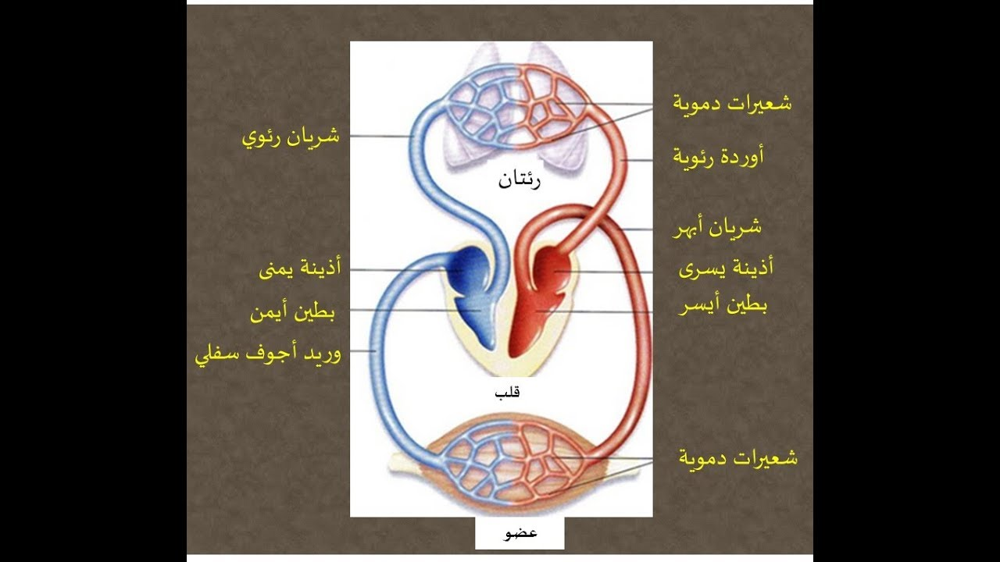 شعيرات دموية
شريان رئوي
أوردة رئوية
رئتان
شريان أبهر
أذينة يسرى
أذينة يمنى
بطين أيسر
بطين أيمن
وريد أجوف سفلي
قلب
شعيرات دموية
عضو